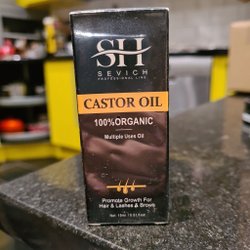 SH
SEVICH
PROFESSIONAL LINE
CASTOR OIL
100%ORGANIC
Multiple Uses Oil
Promote Growth For
Hair & Lashes & Brows